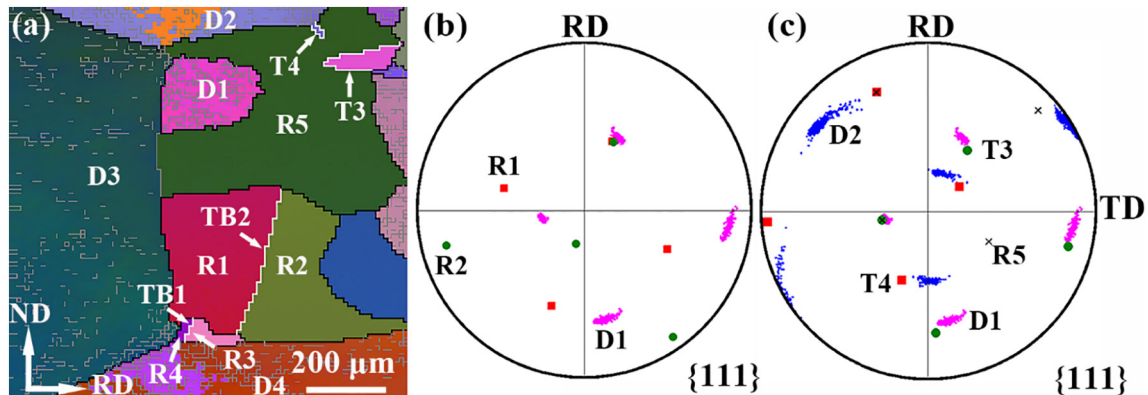 (a)
D2
T4
T3
D1
R5
D3
TB2
R1
R2
TB1
ND
R4
R3
RD
D4
200 μm
(b)
RD
R1
R2
D1
{111}
(c)
RD
D2
T3
TD
R5
T4
D1
{111}